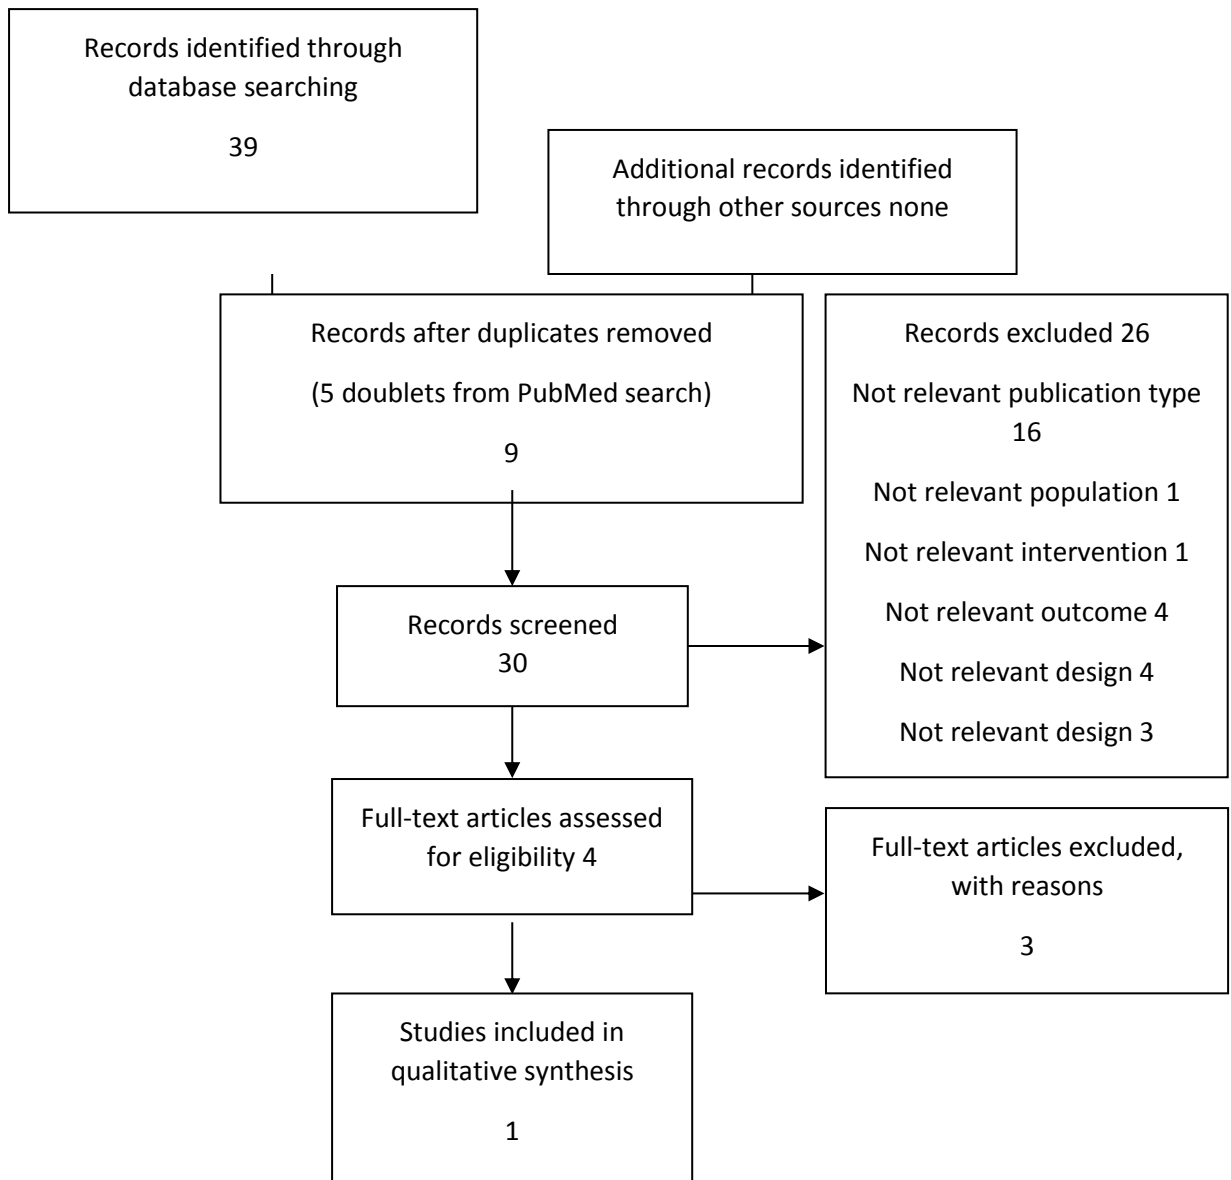 Records identified through
database searching
39
Additional records identified
through other sources none
Records after duplicates removed
(5 doublets from PubMed search)
9
Records excluded 26
Not relevant publication type
16
Not relevant population 1
Not relevant intervention 1
Not relevant outcome 4
Not relevant design 4
Not relevant design 3
Records screened
30
Full-text articles assessed
for eligibility 4
Full-text articles excluded,
with reasons
3
Studies included in
qualitative synthesis
1